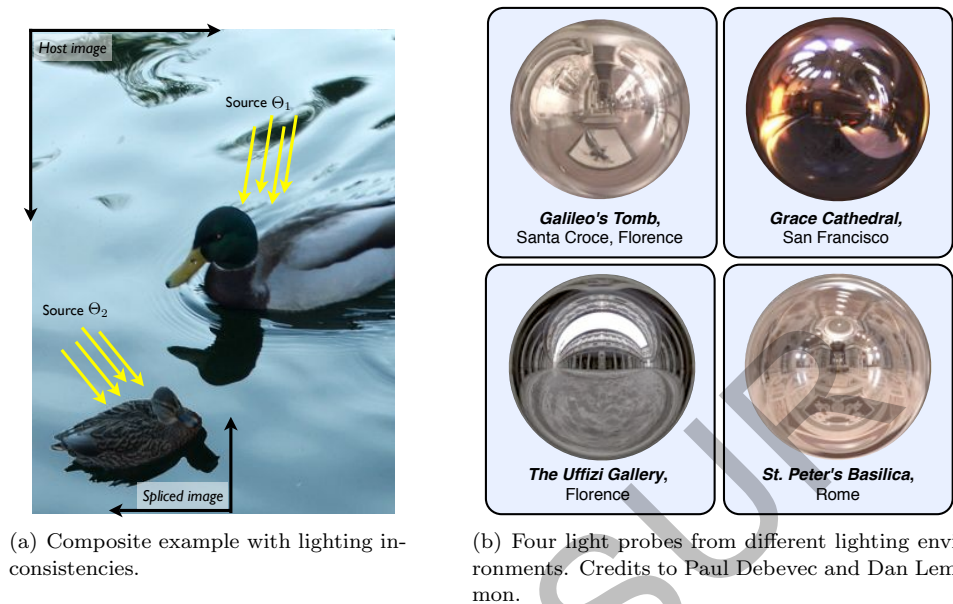 Host image
Source Θ₁
Source Θ₂
Spliced image
(a) Composite example with lighting in-
consistencies.
Galileo's Tomb,
Santa Croce, Florence
Grace Cathedral,
San Francisco
The Uffizi Gallery,
Florence
St. Peter's Basilica,
Rome
(b) Four light probes from different lighting envi
ronments. Credits to Paul Debevec and Dan Lem
mon.
SUR